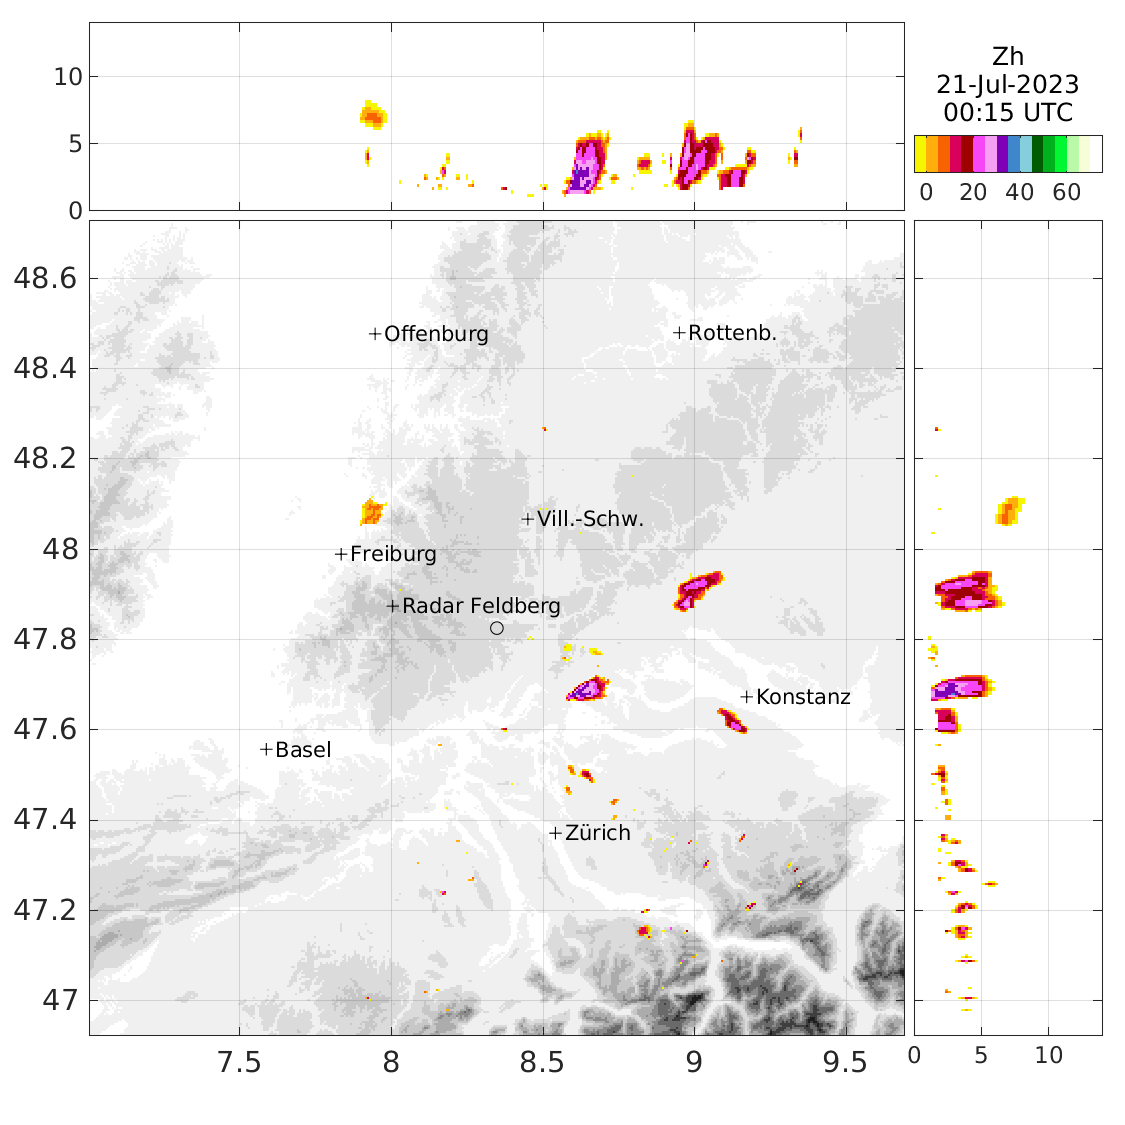 Zh
21-Jul-2023
00:15 UTC
10
5
0
0 20 40 60
48.6
Offenburg
Rottenb.
48.4
48.2
Vill.-Schw.
48
Freiburg
Radar Feldberg
47.8
Konstanz
47.6
Basel
47.4
Zürich
47.2
47
7.5 8 8.5 9 9.5
0 5 10